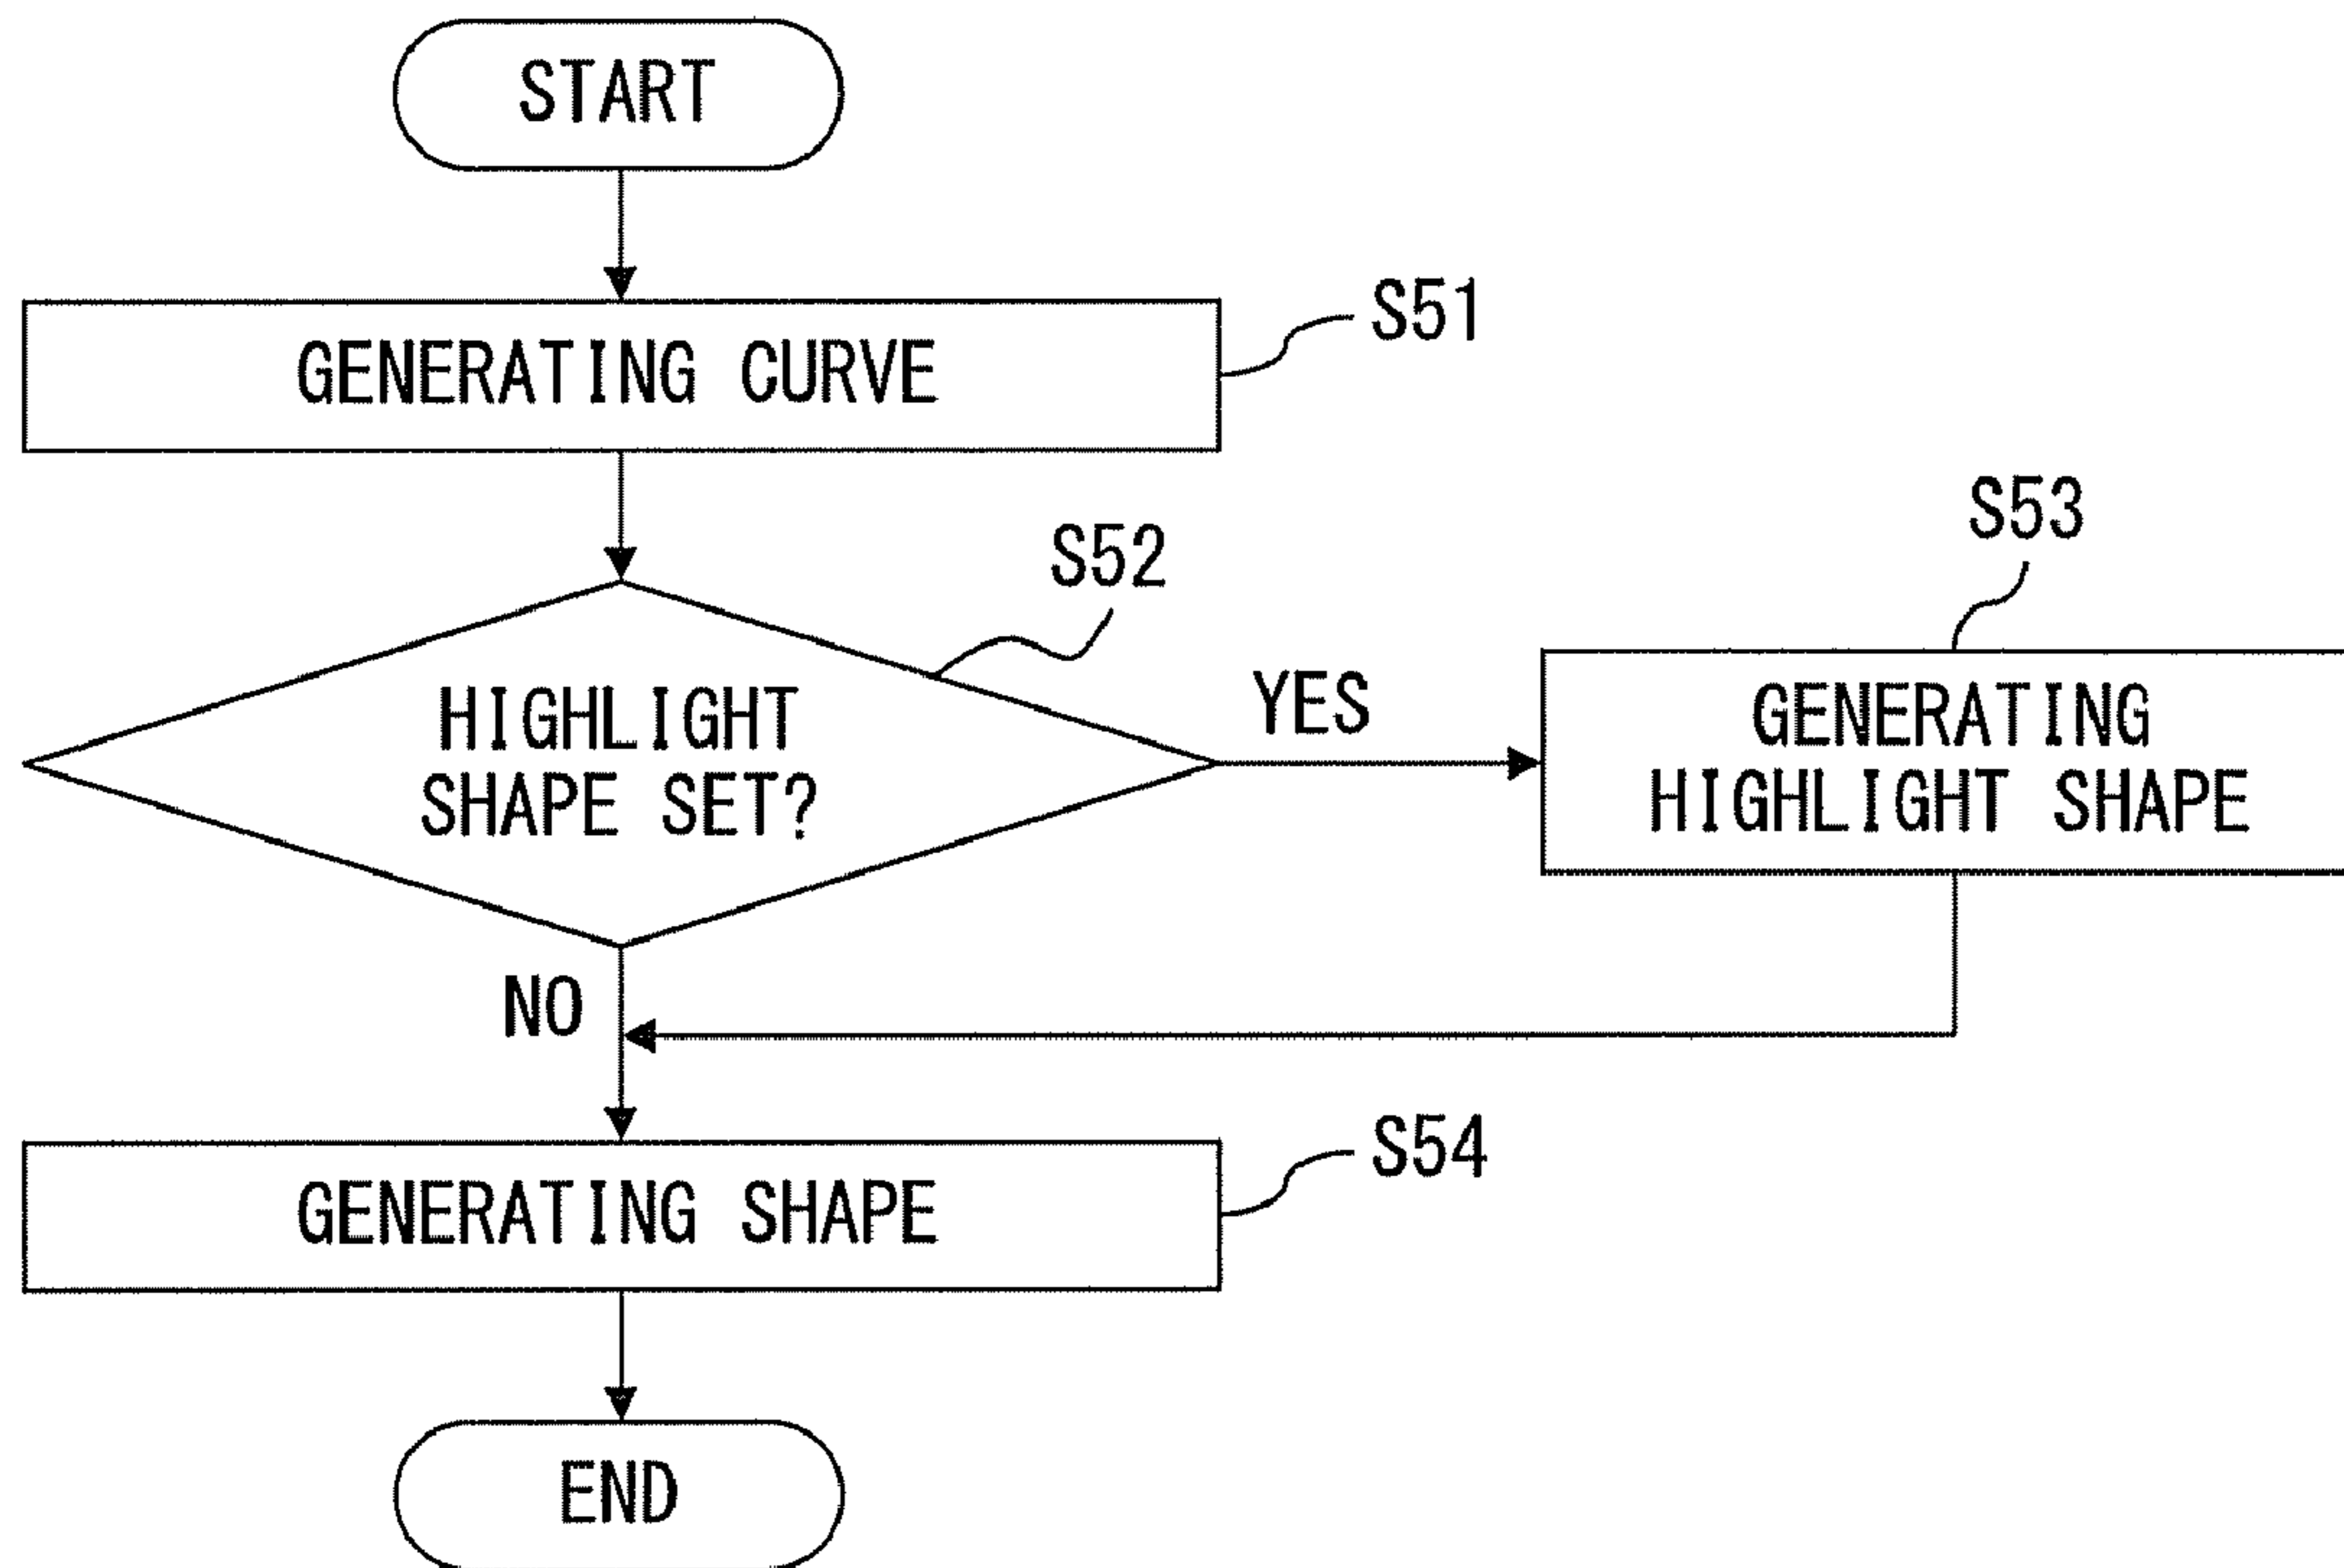 START
GENERATING CURVE
S51
S52
HIGHLIGHT
SHAPE SET?
YES
S53
GENERATING
HIGHLIGHT SHAPE
NO
GENERATING SHAPE
S54
END